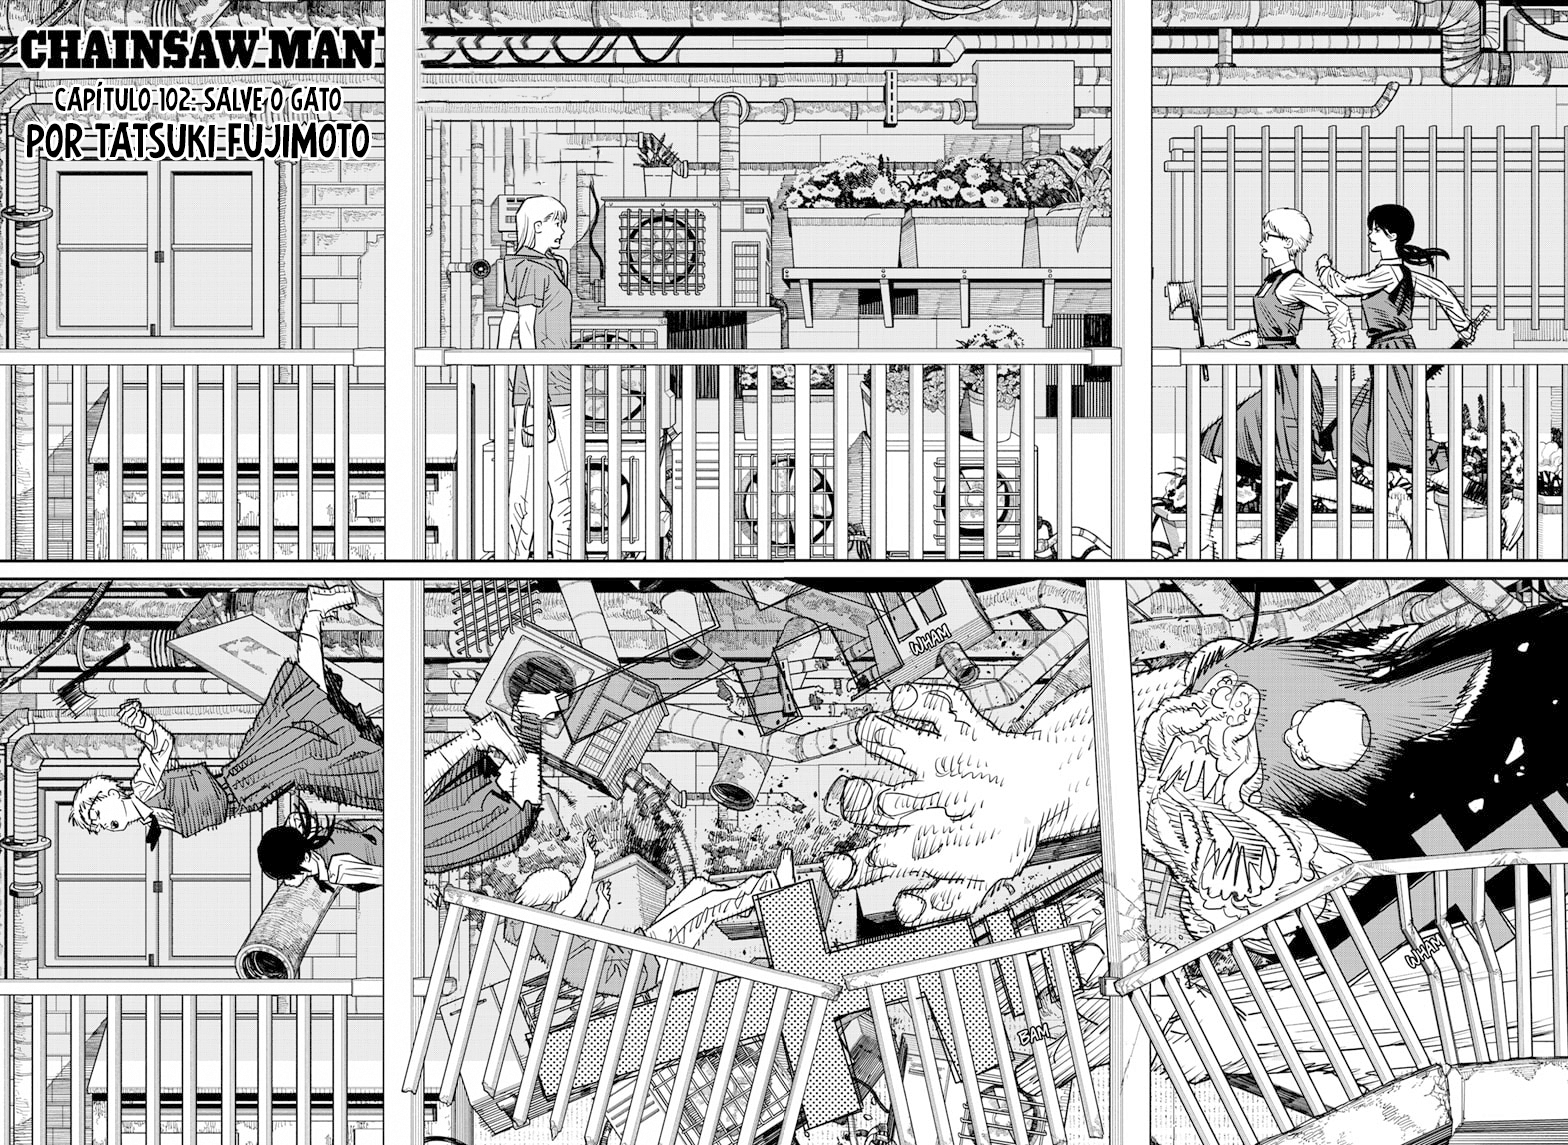 CHAINSAW MAN
CAPÍTULO 102: SALVE O GATO
POR TATSUKI FUJIMOTO
WHAM
WHAM
BAM